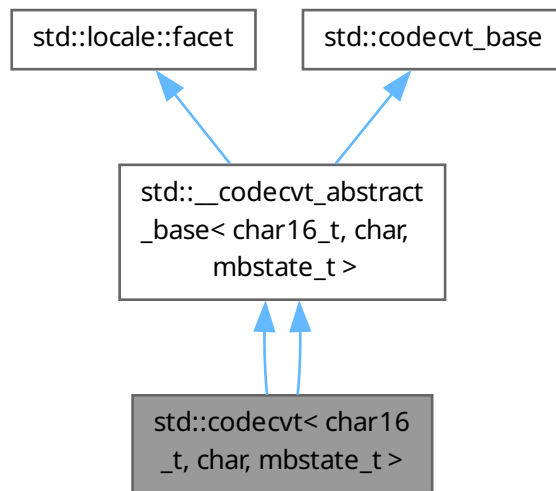 std::locale::facet
std::codecvt_base
std::__codecvt_abstract
_base< char16_t, char,
mbstate_t >
std::codecvt< char16
_t, char, mbstate_t >